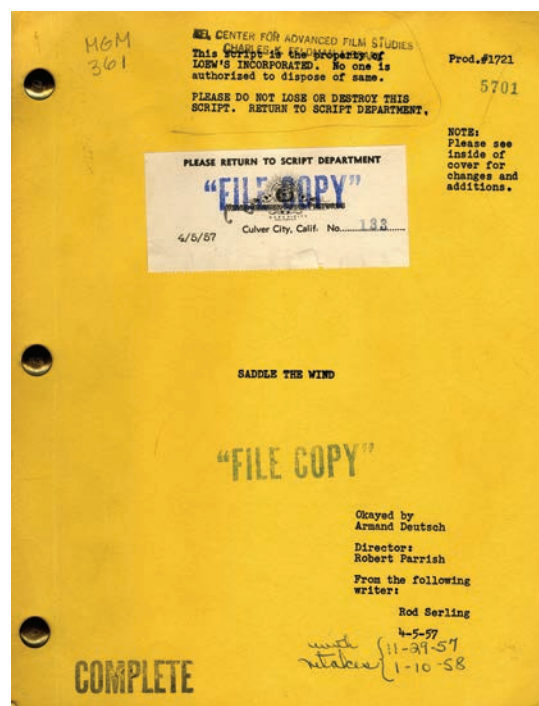 MGM
361
CENTER FOR ADVANCED FILM STUDIES
CHARLES K. FELDMAN LIBRARY
This script is the property of
LOEW'S INCORPORATED. No one is
authorized to dispose of same.
PLEASE DO NOT LOSE OR DESTROY THIS
SCRIPT. RETURN TO SCRIPT DEPARTMENT.
Prod.#1721
5701
NOTE:
Please see
inside of
cover for
changes and
additions.
PLEASE RETURN TO SCRIPT DEPARTMENT
"FILE COPY"
Culver City, Calif. No. 133
4/5/57
SADDLE THE WIND
"FILE COPY"
Okayed by
Armand Deutsch
Director:
Robert Parrish
From the following
writer:
Rod Serling
4-5-57
with 11-29-57
retakes 1-10-58
COMPLETE